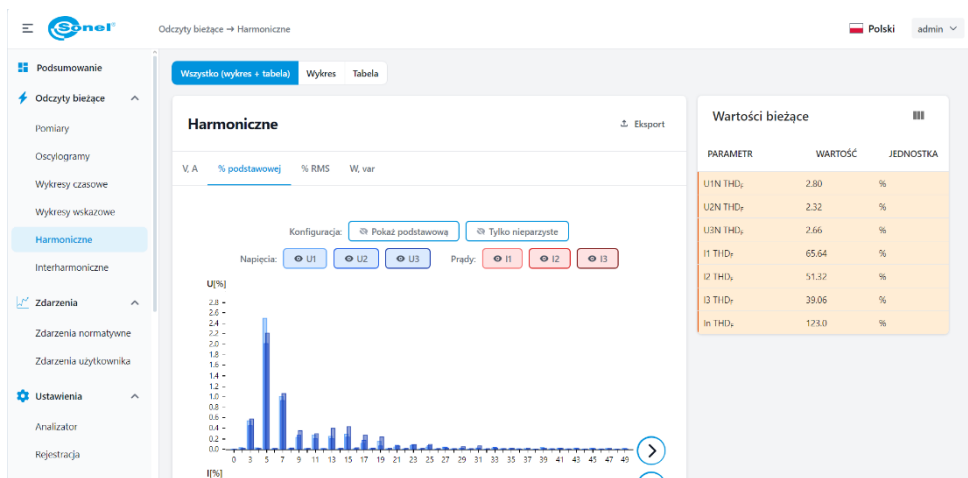 Sonel®
Odczyty bieżące → Harmoniczne
Polski
admin
Podsumowanie
Odczyty bieżące
Pomiary
Oscylogramy
Wykresy czasowe
Wykresy wskazowe
Harmoniczne
Interharmoniczne
Zdarzenia
Zdarzenia normatywne
Zdarzenia użytkownika
Ustawienia
Analizator
Rejestracja
Wszystko (wykres + tabela) Wykres Tabela
Harmoniczne
Eksport
V, A % podstawowej % RMS W, var
Konfiguracja: Pokaż podstawową Tylko nieparzyste
Napięcia: U1 U2 U3 Prądy: I1 I2 I3
U[%]
2.8
2.6
2.4
2.2
2.0
1.8
1.6
1.4
1.2
1.0
0.8
0.6
0.4
0.2
0.0
0 3 5 7 9 11 13 15 17 19 21 23 25 27 29 31 33 35 37 39 41 43 45 47 49
I[%]
Wartości bieżące
PARAMETR WARTOŚĆ JEDNOSTKA
U1N THDF 2.80 %
U2N THDF 2.32 %
U3N THDF 2.66 %
I1 THDF 65.64 %
I2 THDF 51.32 %
I3 THDF 39.06 %
In THDF 123.0 %